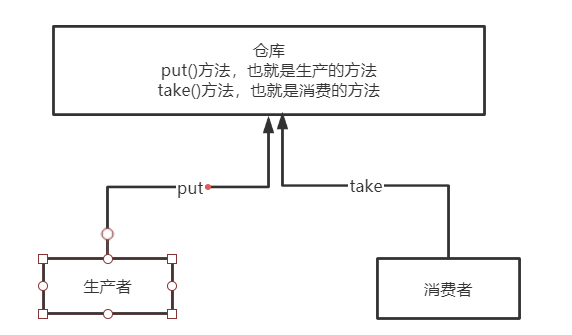 仓库
put()方法，也就是生产的方法
take()方法，也就是消费的方法
put
take
生产者
消费者